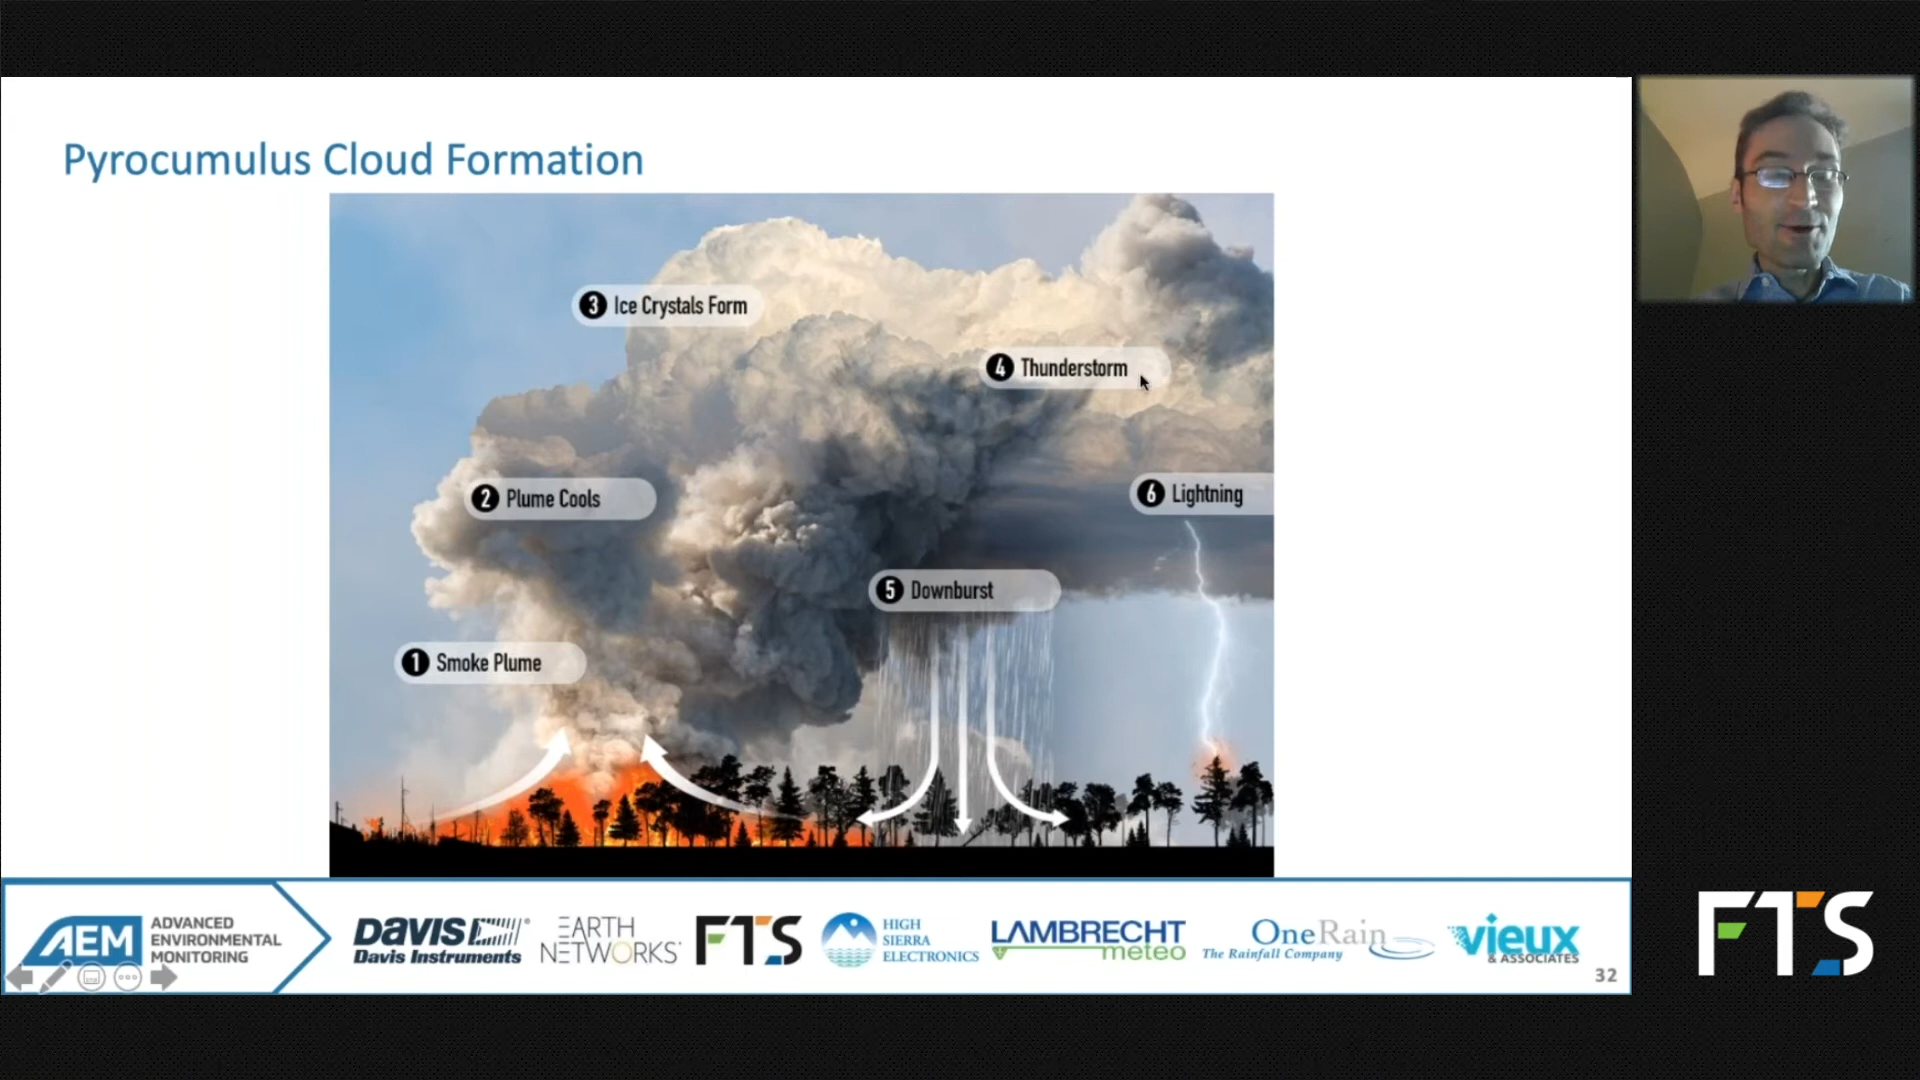 Pyrocumulus Cloud Formation
3 Ice Crystals Form
4 Thunderstorm
2 Plume Cools
6 Lightning
5 Downburst
1 Smoke Plume
AEM
ADVANCED
ENVIRONMENTAL
MONITORING
DAVIS
Davis Instruments
EARTH
NETWORKS
FTS
HIGH
SIERRA
ELECTRONICS
LAMBRECHT
meteo
OneRain
The Rainfall Company
vieux
& ASSOCIATES
32
FTS